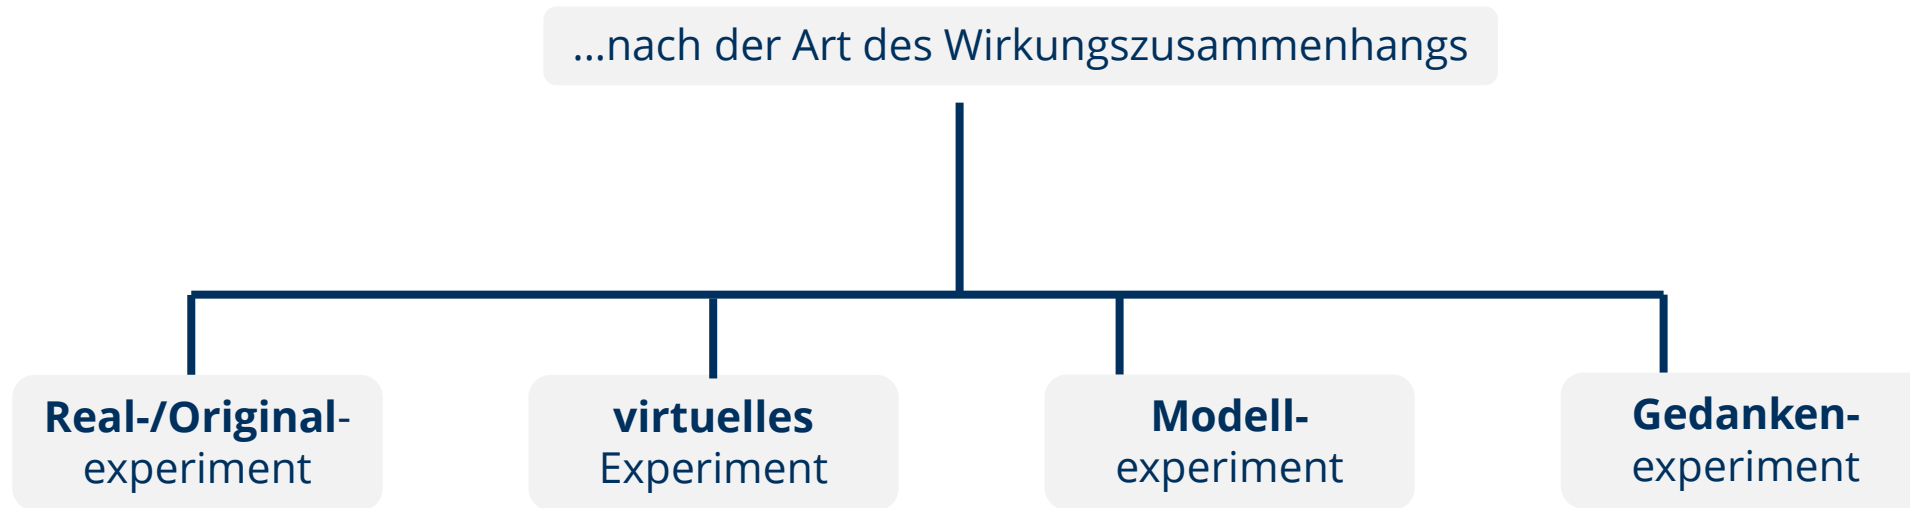 ...nach der Art des Wirkungszusammenhangs
Real-/Original-
experiment
virtuelles
Experiment
Modell-
experiment
Gedanken-
experiment